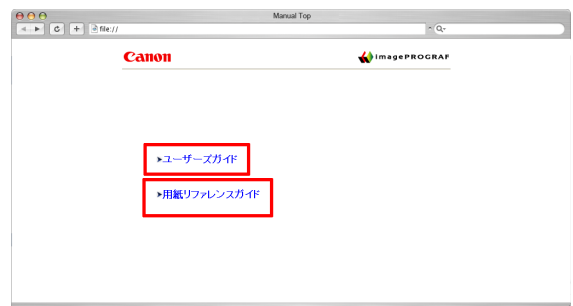 Manual Top
file://
Canon
imagePROGRAF
ユーザーズガイド
用紙リファレンスガイド